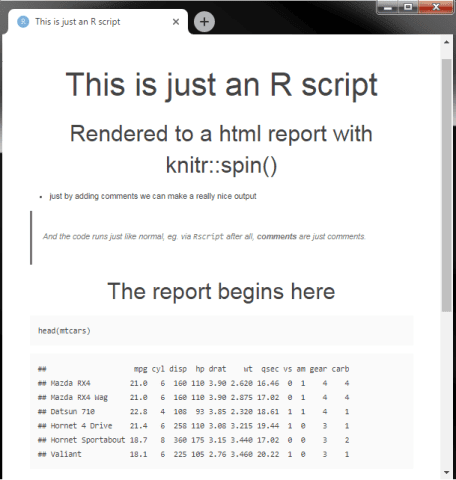 This is just an R script
This is just an R script
Rendered to a html report with
knitr::spin()
• just by adding comments we can make a really nice output
And the code runs just like normal, eg. via Rscript after all, comments are just comments.
The report begins here
head(mtcars)
##                    mpg cyl disp  hp drat    wt  qsec vs am gear carb
## Mazda RX4         21.0   6  160 110 3.90 2.620 16.46  0  1    4    4
## Mazda RX4 Wag     21.0   6  160 110 3.90 2.875 17.02  0  1    4    4
## Datsun 710        22.8   4  108  93 3.85 2.320 18.61  1  1    4    1
## Hornet 4 Drive    21.4   6  258 110 3.08 3.215 19.44  1  0    3    1
## Hornet Sportabout 18.7   8  360 175 3.15 3.440 17.02  0  0    3    2
## Valiant           18.1   6  225 105 2.76 3.460 20.22  1  0    3    1